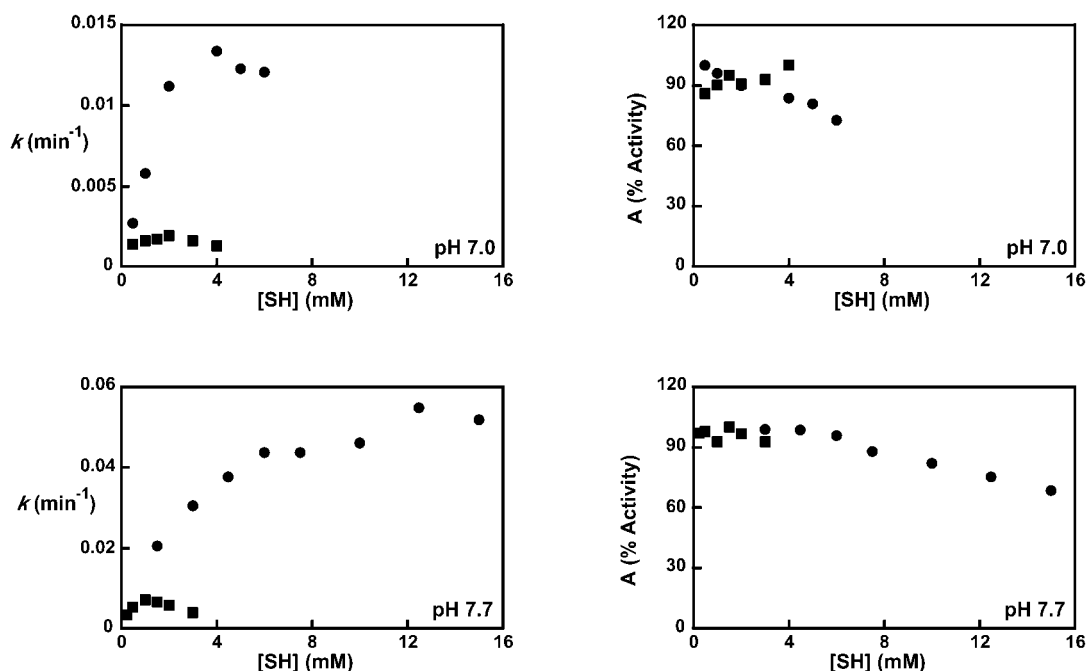 0.015
0.01
0.005
0
k (min-1)
pH 7.0
0 4 8 12 16
[SH] (mM)
120
90
60
30
0
A (% Activity)
pH 7.0
0 4 8 12 16
[SH] (mM)
0.06
0.04
0.02
0
k (min-1)
pH 7.7
0 4 8 12 16
[SH] (mM)
120
90
60
30
0
A (% Activity)
pH 7.7
0 4 8 12 16
[SH] (mM)